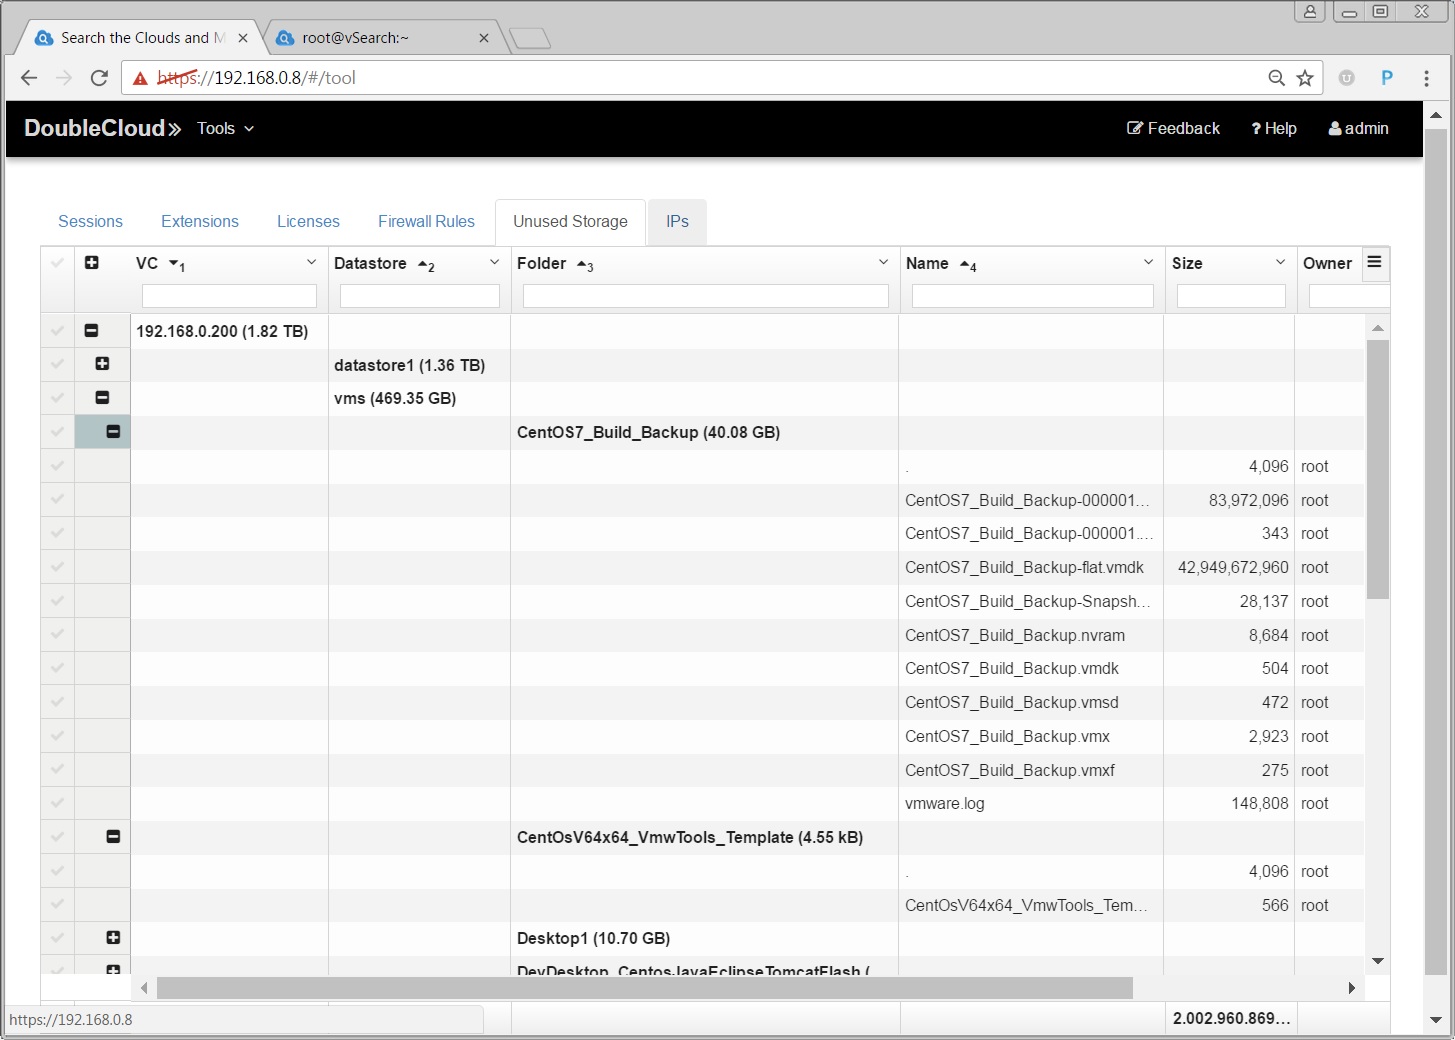 Search the Clouds and M
root@vSearch:~
https://192.168.0.8/#/tool
DoubleCloud» Tools Feedback ? Help admin
Sessions Extensions Licenses Firewall Rules Unused Storage IPs
VC 1 Datastore 2 Folder 3 Name 4 Size Owner
192.168.0.200 (1.82 TB)
datastore1 (1.36 TB)
vms (469.35 GB)
CentOS7_Build_Backup (40.08 GB)
. 4,096 root
CentOS7_Build_Backup-000001... 83,972,096 root
CentOS7_Build_Backup-000001.... 343 root
CentOS7_Build_Backup-flat.vmdk 42,949,672,960 root
CentOS7_Build_Backup-Snapsh... 28,137 root
CentOS7_Build_Backup.nvram 8,684 root
CentOS7_Build_Backup.vmdk 504 root
CentOS7_Build_Backup.vmsd 472 root
CentOS7_Build_Backup.vmx 2,923 root
CentOS7_Build_Backup.vmxf 275 root
vmware.log 148,808 root
CentOsV64x64_VmwTools_Template (4.55 kB)
. 4,096 root
CentOsV64x64_VmwTools_Tem... 566 root
Desktop1 (10.70 GB)
DevDesktop_CentosJavaEclipseTomcatFlash (
https://192.168.0.8
2.002.960.869...